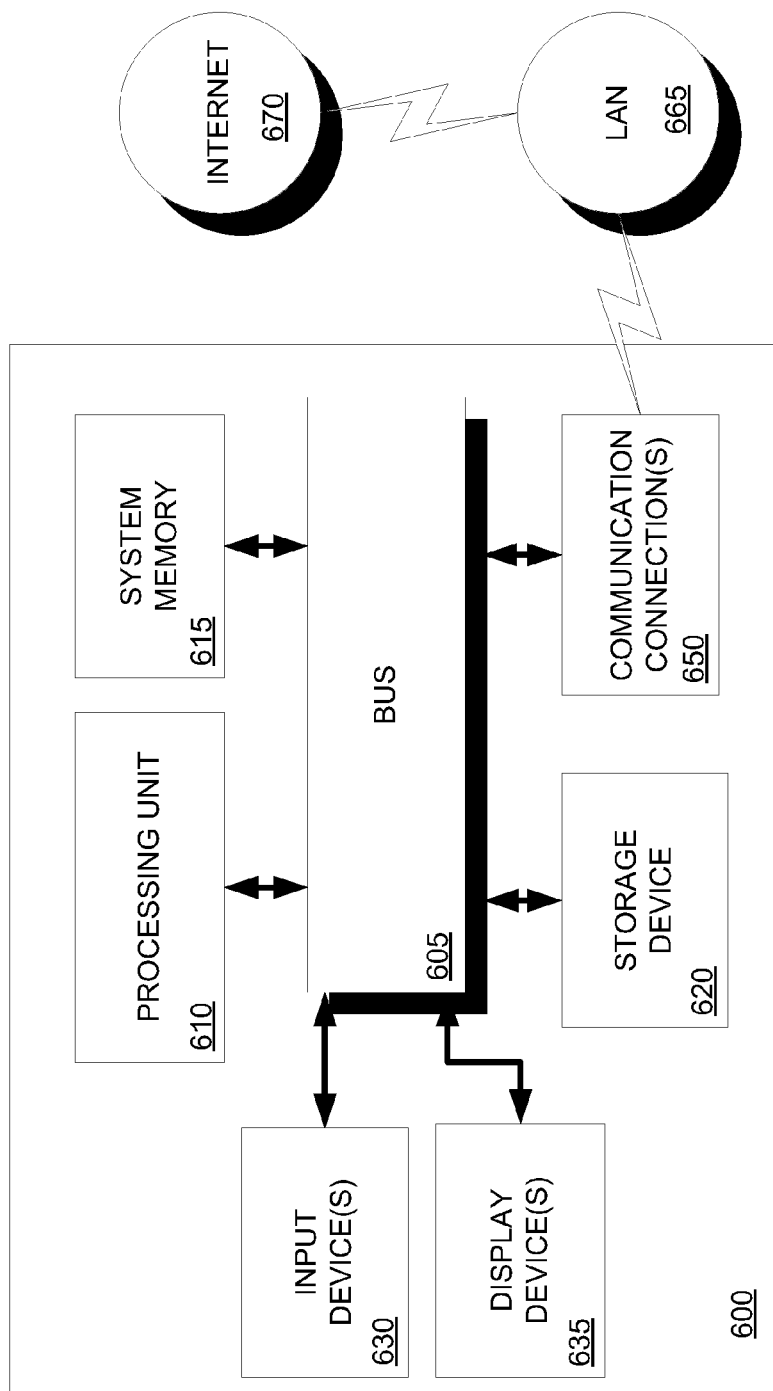 PROCESSING UNIT
610
SYSTEM
MEMORY
615
INPUT
DEVICE(S)
630
BUS
605
DISPLAY
DEVICE(S)
635
STORAGE
DEVICE
620
COMMUNICATION
CONNECTION(S)
650
600
INTERNET
670
LAN
665